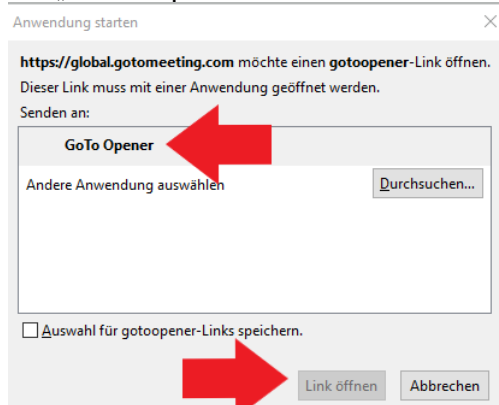 Anwendung starten
https://global.gotomeeting.com möchte einen gotoopener-Link öffnen.
Dieser Link muss mit einer Anwendung geöffnet werden.
Senden an:
GoTo Opener
Andere Anwendung auswählen
Durchsuchen...
Auswahl für gotoopener-Links speichern.
Link öffnen
Abbrechen